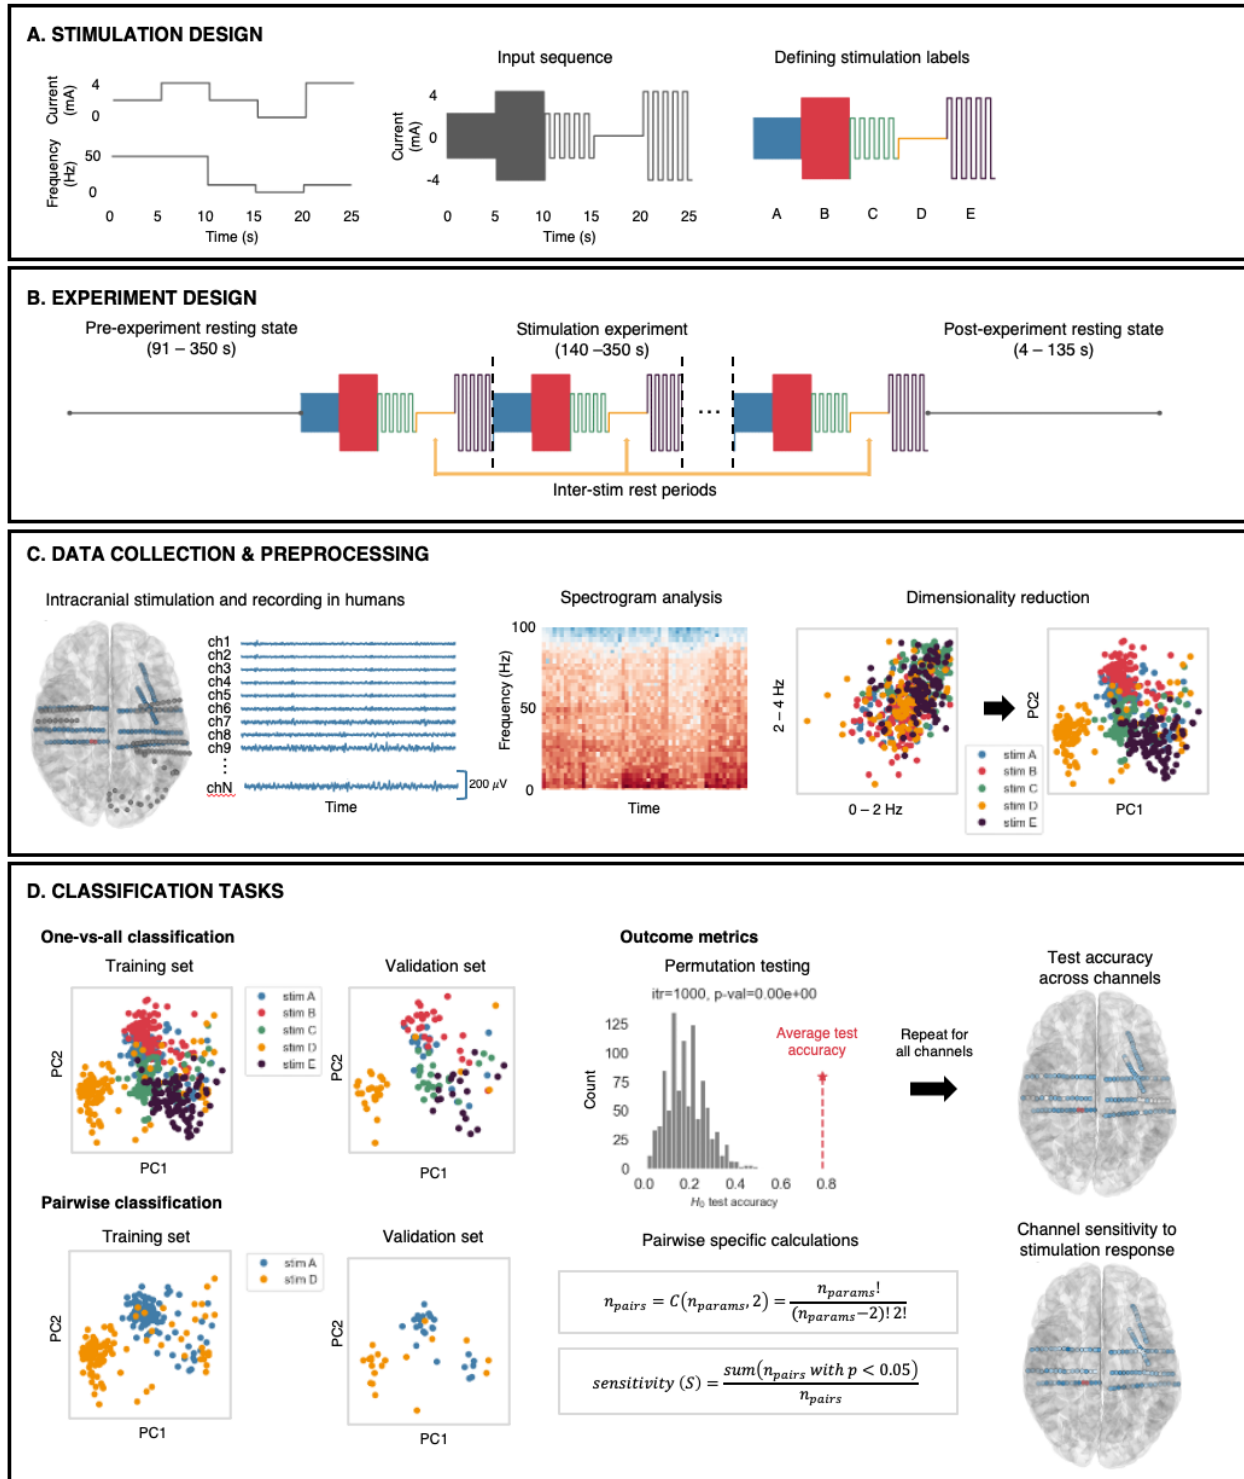 A. STIMULATION DESIGN
Current
(mA)
4
0
Frequency
(Hz)
50
0
0 5 10 15 20 25
Time (s)
Input sequence
Current
(mA)
4
0
-4
0 5 10 15 20 25
Time (s)
Defining stimulation labels
A B C D E
B. EXPERIMENT DESIGN
Pre-experiment resting state
(91 – 350 s)
Stimulation experiment
(140 –350 s)
Post-experiment resting state
(4 – 135 s)
...
Inter-stim rest periods
C. DATA COLLECTION & PREPROCESSING
Intracranial stimulation and recording in humans
ch1
ch2
ch3
ch4
ch5
ch6
ch7
ch8
ch9
⋮
chN
200 μV
Time
Spectrogram analysis
Frequency (Hz)
100
50
0
Time
Dimensionality reduction
2 – 4 Hz
0 – 2 Hz
stim A
stim B
stim C
stim D
stim E
PC2
PC1
D. CLASSIFICATION TASKS
One-vs-all classification
Training set
PC2
PC1
stim A
stim B
stim C
stim D
stim E
Validation set
PC2
PC1
Pairwise classification
Training set
PC2
PC1
stim A
stim D
Validation set
PC2
PC1
Outcome metrics
Permutation testing
itr=1000, p-val=0.00e+00
Count
125
100
75
50
25
0
0.0 0.2 0.4 0.6 0.8
H₀ test accuracy
Average test
accuracy
Repeat for
all channels
Test accuracy
across channels
Pairwise specific calculations
n_pairs = C(n_params, 2) = n_params! / (n_params−2)! 2!
sensitivity (S) = sum(n_pairs with p < 0.05) / n_pairs
Channel sensitivity to
stimulation response